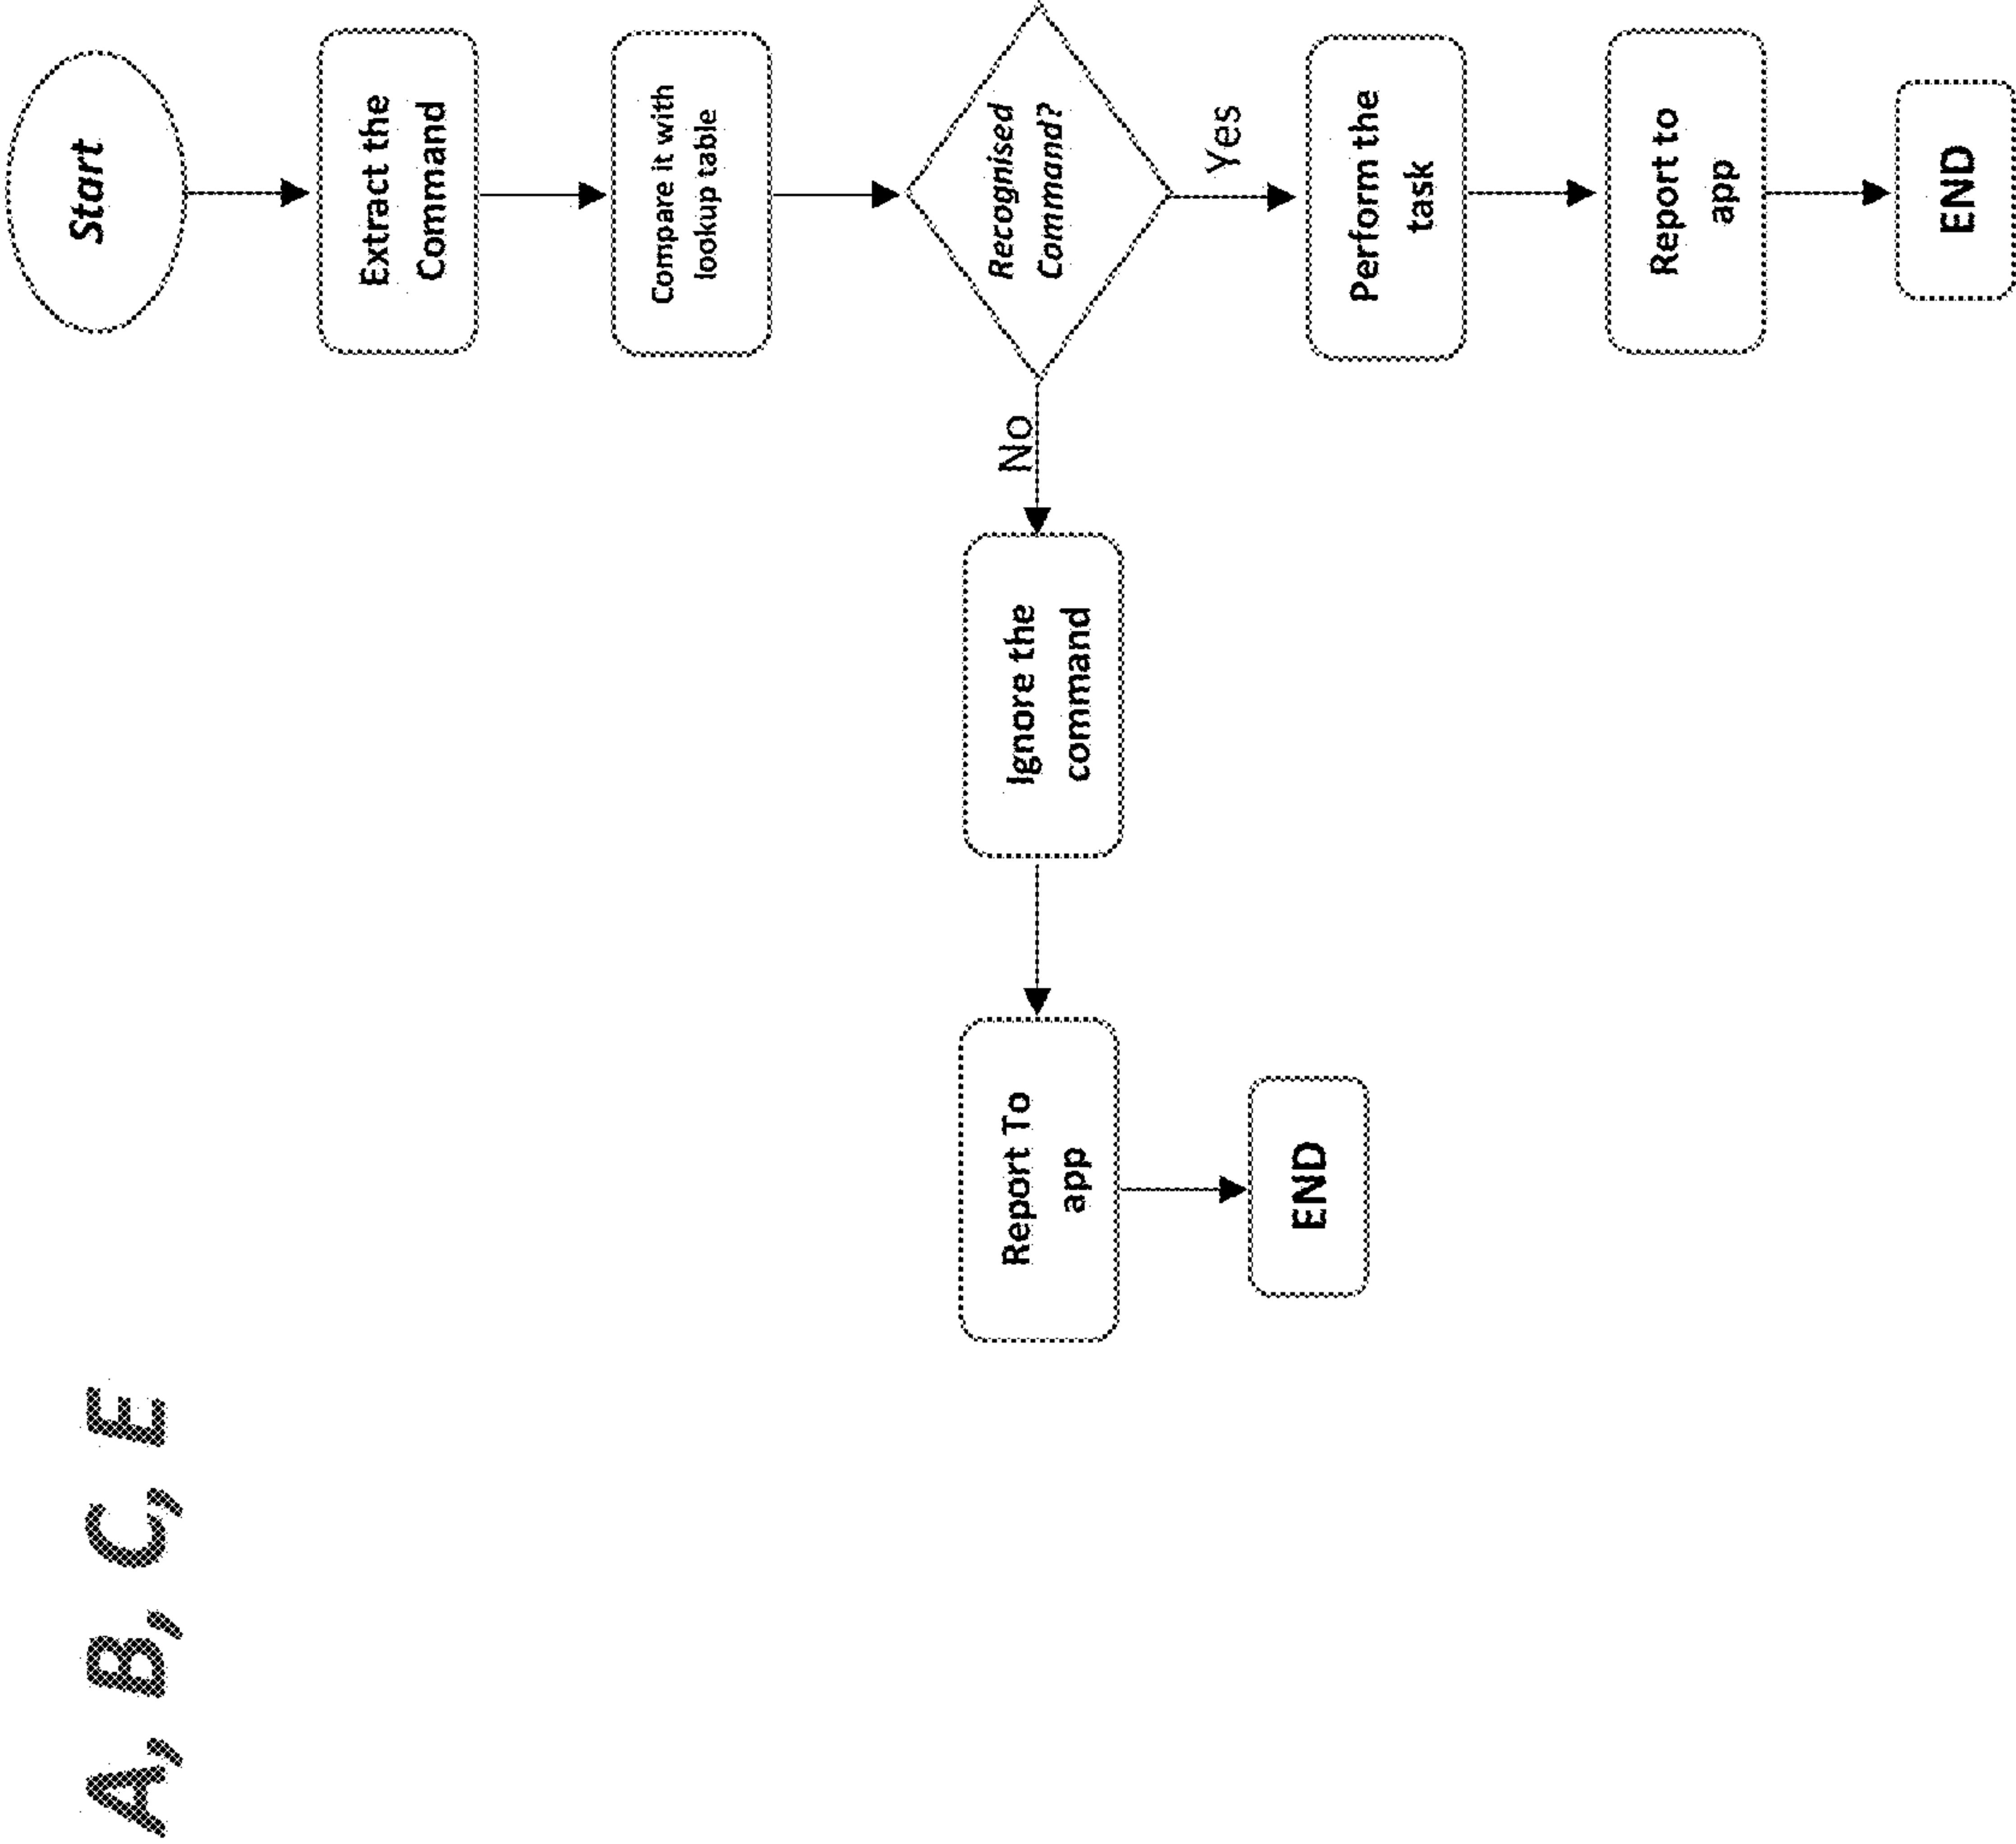 A, B, C, E
Start
Extract the
Command
Compare it with
lookup table
Recognised
Command?
No
Yes
Ignore the
command
Report To
app
END
Perform the
task
Report to
app
END